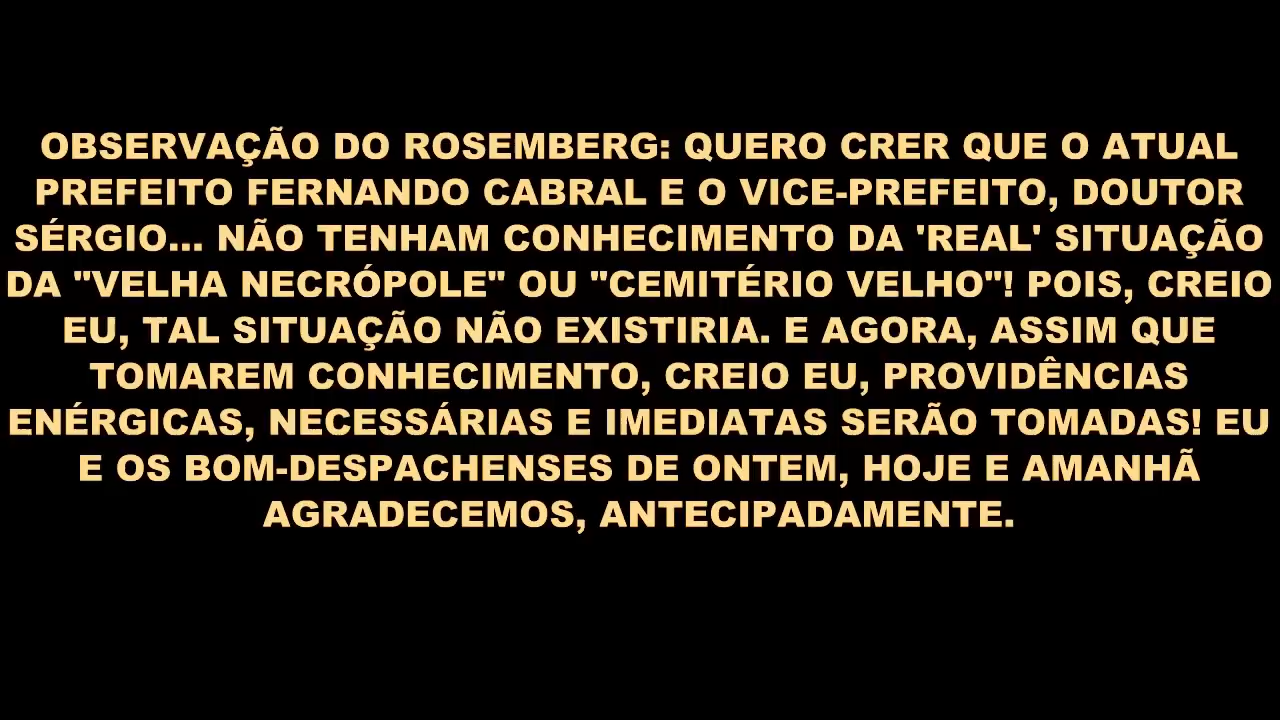 OBSERVAÇÃO DO ROSEMBERG: QUERO CRER QUE O ATUAL
PREFEITO FERNANDO CABRAL E O VICE-PREFEITO, DOUTOR
SÉRGIO... NÃO TENHAM CONHECIMENTO DA 'REAL' SITUAÇÃO
DA "VELHA NECRÓPOLE" OU "CEMITÉRIO VELHO"! POIS, CREIO
EU, TAL SITUAÇÃO NÃO EXISTIRIA. E AGORA, ASSIM QUE
TOMAREM CONHECIMENTO, CREIO EU, PROVIDÊNCIAS
ENÉRGICAS, NECESSÁRIAS E IMEDIATAS SERÃO TOMADAS! EU
E OS BOM-DESPACHENSES DE ONTEM, HOJE E AMANHÃ
AGRADECEMOS, ANTECIPADAMENTE.